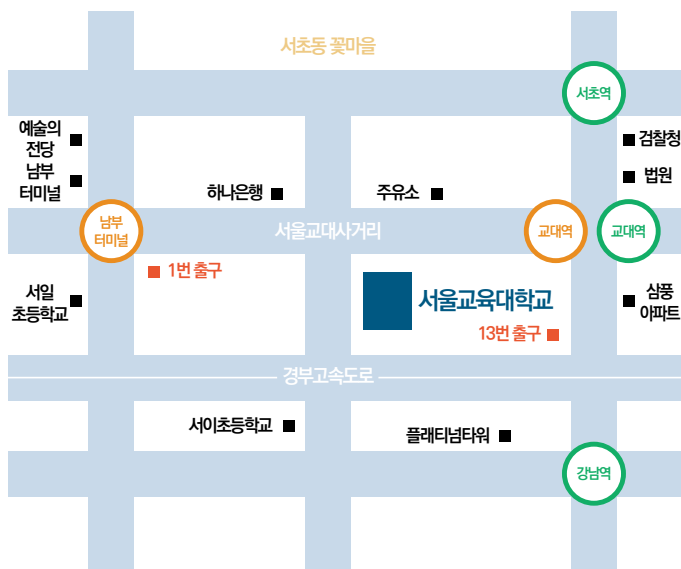 서초동 꽃마을
서초역
예술의
전당
검찰청
남부
터미널
하나은행
주유소
법원
남부
터미널
서울교대사거리
교대역
교대역
1번 출구
서일
초등학교
서울교육대학교
삼풍
아파트
13번 출구
경부고속도로
서이초등학교
플래티넘타워
강남역